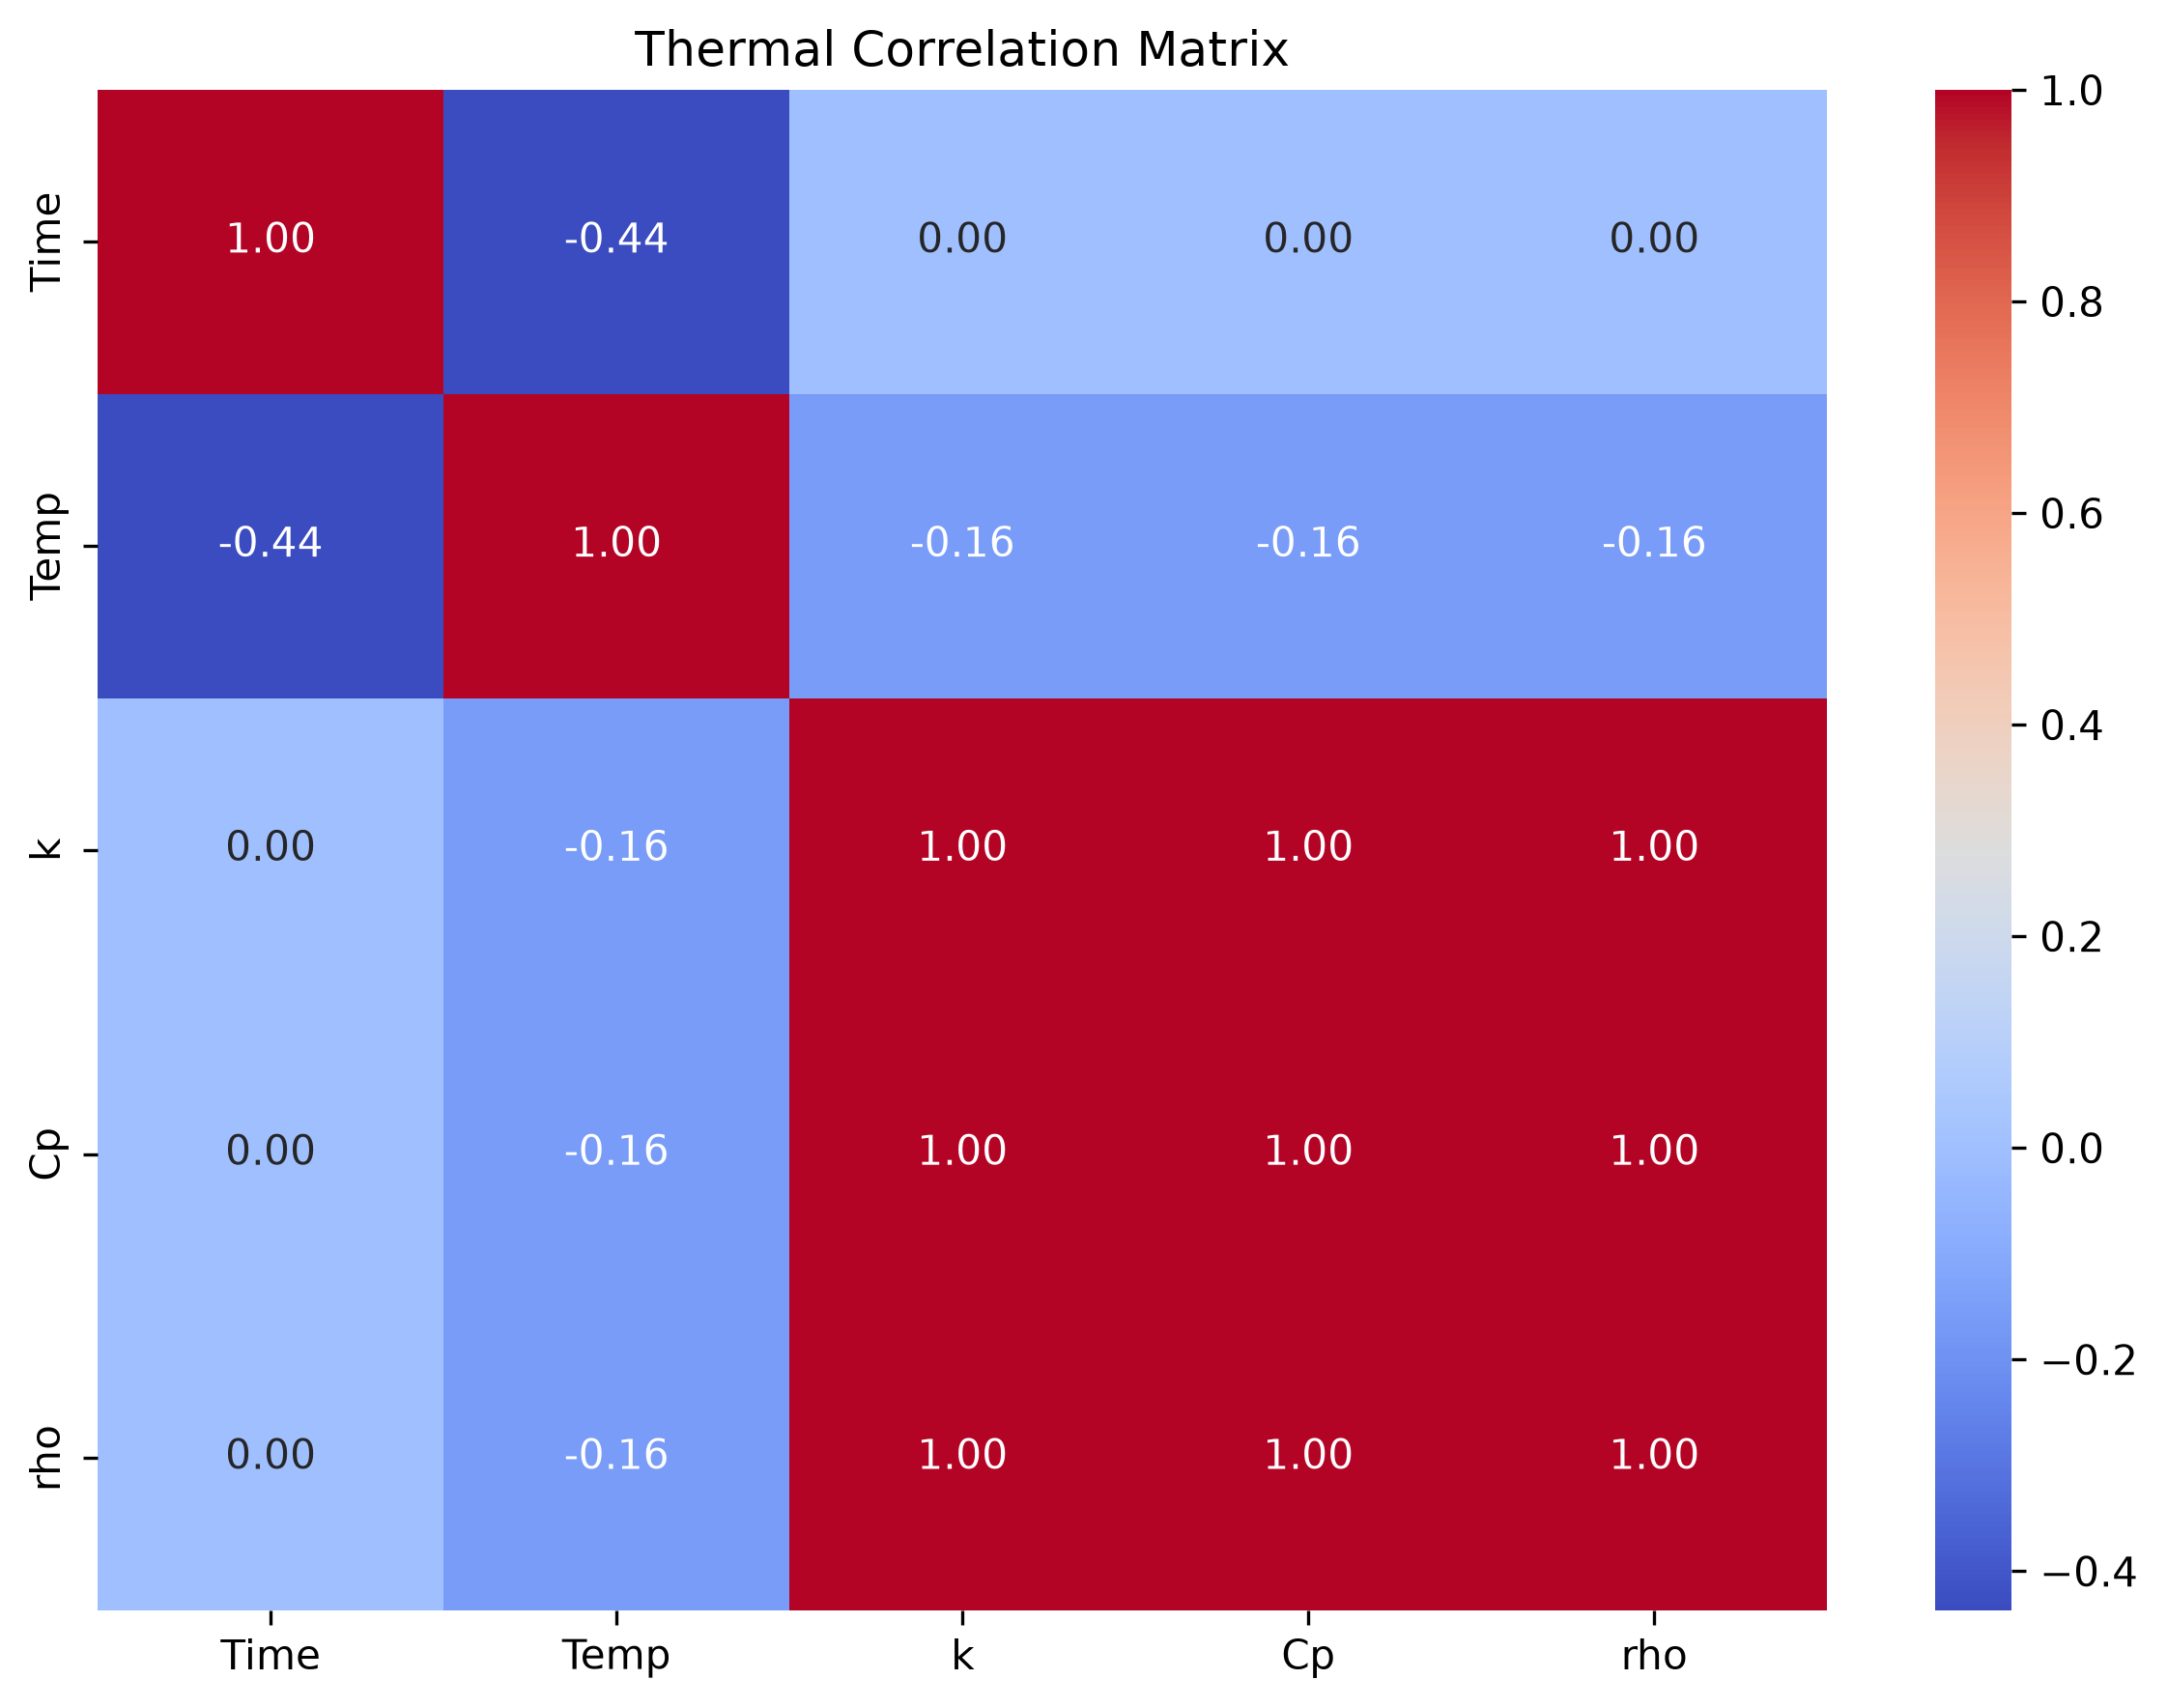 Thermal Correlation Matrix
Time 1.00 -0.44 0.00 0.00 0.00
Temp -0.44 1.00 -0.16 -0.16 -0.16
k 0.00 -0.16 1.00 1.00 1.00
Cp 0.00 -0.16 1.00 1.00 1.00
rho 0.00 -0.16 1.00 1.00 1.00
Time Temp k Cp rho
1.0
0.8
0.6
0.4
0.2
0.0
−0.2
−0.4